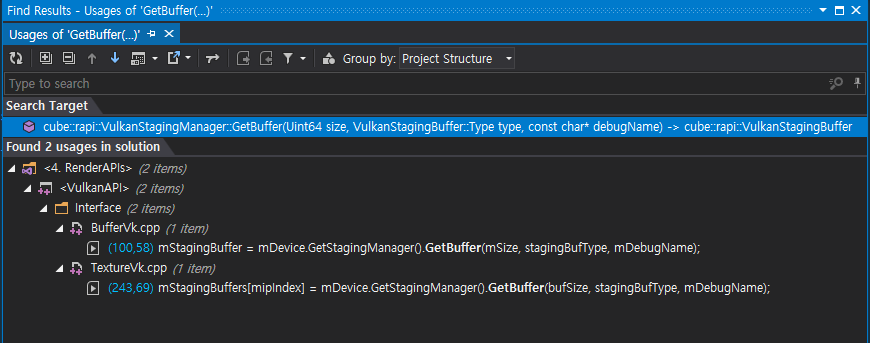 Find Results - Usages of 'GetBuffer(...)'
Usages of 'GetBuffer(...)'
Group by: Project Structure
Type to search
Search Target
cube::rapi::VulkanStagingManager::GetBuffer(Uint64 size, VulkanStagingBuffer::Type type, const char* debugName) -> cube::rapi::VulkanStagingBuffer
Found 2 usages in solution
<4. RenderAPIs> (2 items)
<VulkanAPI> (2 items)
Interface (2 items)
BufferVk.cpp (1 item)
(100,58) mStagingBuffer = mDevice.GetStagingManager().GetBuffer(mSize, stagingBufType, mDebugName);
TextureVk.cpp (1 item)
(243,69) mStagingBuffers[mipIndex] = mDevice.GetStagingManager().GetBuffer(bufSize, stagingBufType, mDebugName);